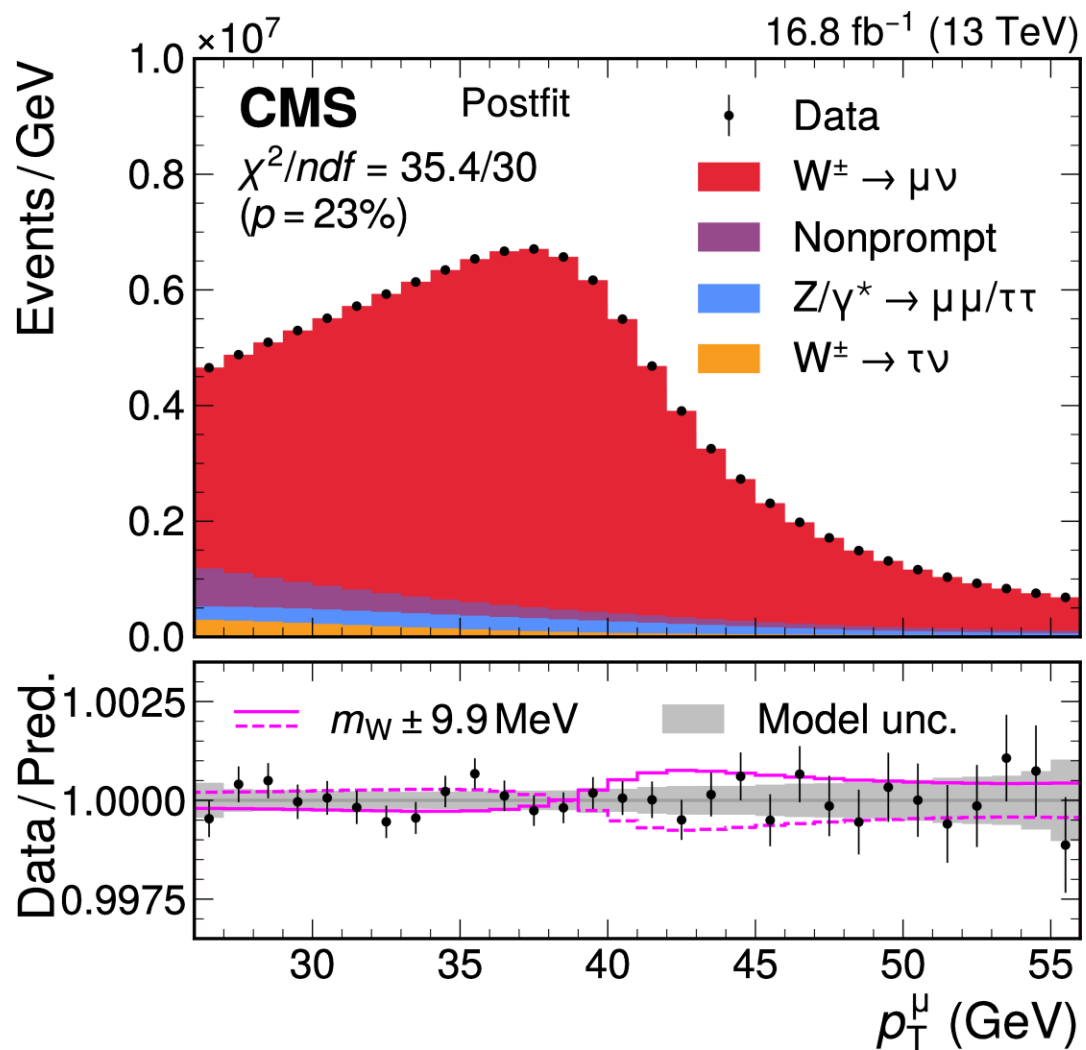 ×10⁷ 16.8 fb⁻¹ (13 TeV)
CMS Postfit
χ²/ndf = 35.4/30
(p = 23%)
Data
W± → μν
Nonprompt
Z/γ* → μμ/ττ
W± → τν
Events/GeV
1.0
0.8
0.6
0.4
0.2
0.0
m_W ± 9.9 MeV Model unc.
Data/Pred.
1.0025
1.0000
0.9975
30 35 40 45 50 55
p_T^μ (GeV)